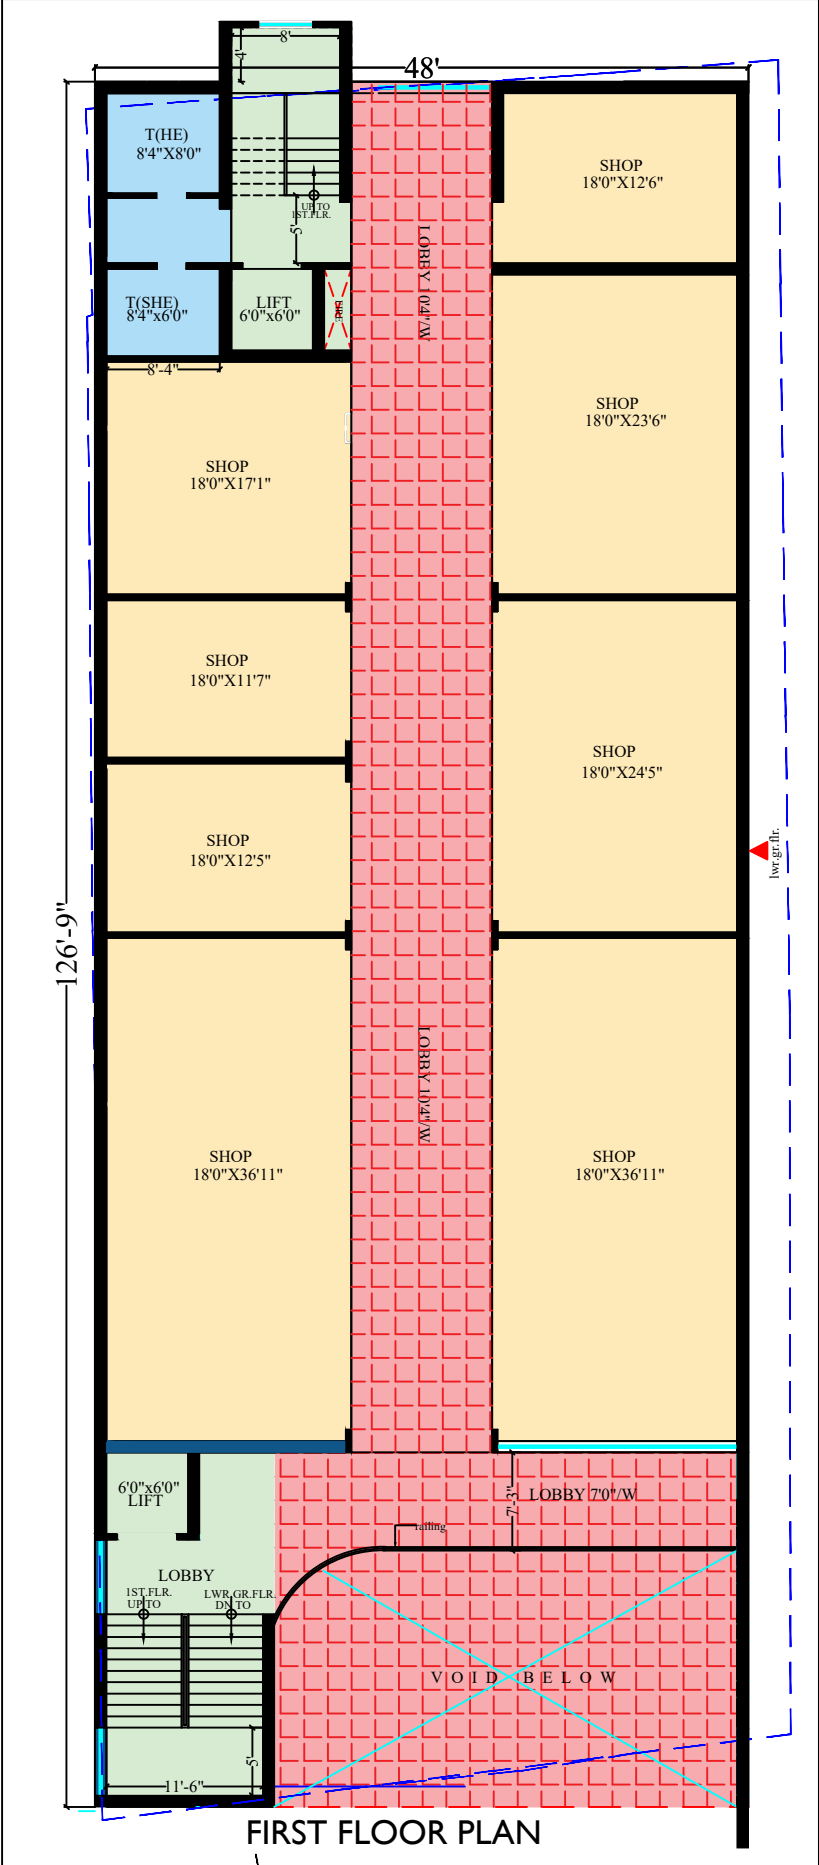 8'
4'
48'
T(HE)
8'4"X8'0"
SHOP
18'0"X12'6"
UP TO
1ST.FLR.
5'
LOBBY 10'4"/W
T(SHE)
8'4"x6'0"
LIFT
6'0"x6'0"
8'-4"
SHOP
18'0"X23'6"
SHOP
18'0"X17'1"
SHOP
18'0"X11'7"
SHOP
18'0"X24'5"
SHOP
18'0"X12'5"
lwr.gr.flr.
126'-9"
LOBBY 10'4"/W
SHOP
18'0"X36'11"
SHOP
18'0"X36'11"
6'0"x6'0"
LIFT
7'-3"
LOBBY 7'0"/W
railing
LOBBY
1ST.FLR.
UP TO
LWR.GR.FLR.
DN TO
VOID BELOW
5'
11'-6"
FIRST FLOOR PLAN